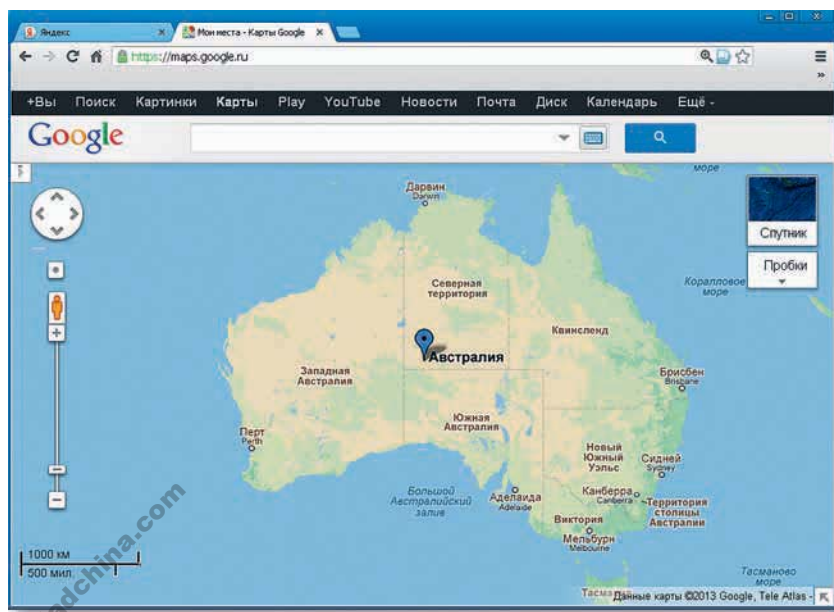 Яндекс
Мои места - Карты Google
https://maps.google.ru
+Вы Поиск Картинки Карты Play YouTube Новости Почта Диск Календарь Ещё
Google
море
Дарвин
Darwin
Спутник
Пробки
Северная
территория
Коралловое
море
Квинсленд
Австралия
Западная
Австралия
Брисбен
Brisbane
Южная
Австралия
Перт
Perth
Новый
Южный
Уэльс
Сидней
Sydney
Большой
Австралийский
залив
Аделаида
Adelaide
Канберра
Canberra
Территория
столицы
Австралии
Виктория
Мельбурн
Melbourne
1000 км
500 мил.
Тасманово
море
Данные карты ©2013 Google, Tele Atlas -